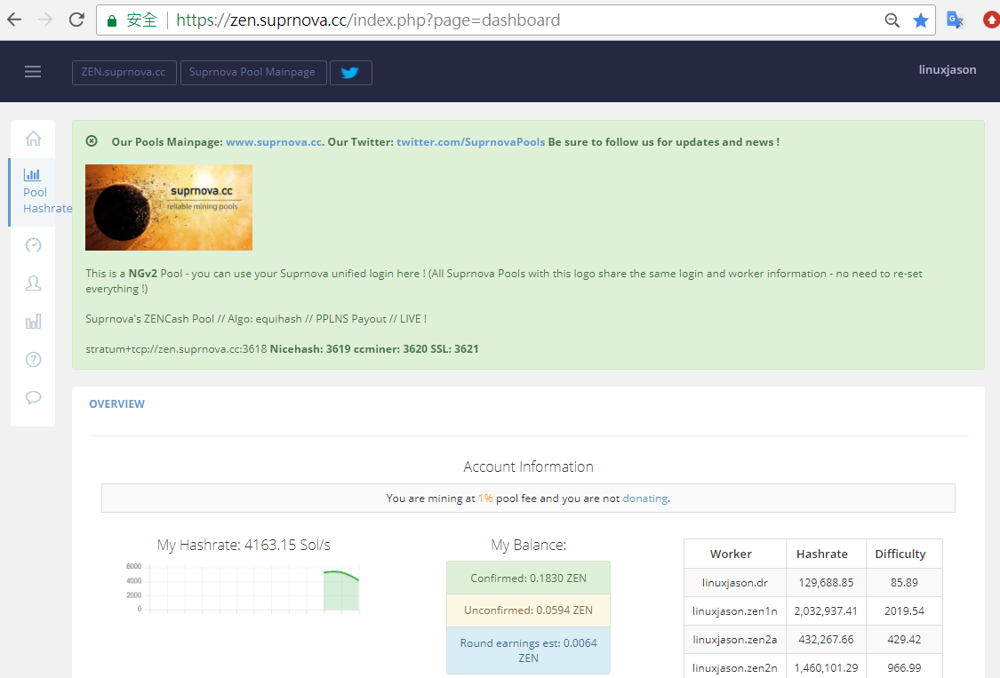 安全 https://zen.suprnova.cc/index.php?page=dashboard
ZEN.suprnova.cc Suprnova Pool Mainpage
linuxjason
Our Pools Mainpage: www.suprnova.cc. Our Twitter: twitter.com/SuprnovaPools Be sure to follow us for updates and news !
Pool
Hashrate
suprnova.cc
reliable mining pools
This is a NGv2 Pool - you can use your Suprnova unified login here ! (All Suprnova Pools with this logo share the same login and worker information - no need to re-set
everything !)
Suprnova's ZENCash Pool // Algo: equihash // PPLNS Payout // LIVE !
stratum+tcp://zen.suprnova.cc:3618 Nicehash: 3619 ccminer: 3620 SSL: 3621
OVERVIEW
Account Information
You are mining at 1% pool fee and you are not donating.
My Hashrate: 4163.15 Sol/s
6000
4000
2000
0
My Balance:
Confirmed: 0.1830 ZEN
Unconfirmed: 0.0594 ZEN
Round earnings est: 0.0064
ZEN
Worker Hashrate Difficulty
linuxjason.dr 129,688.85 85.89
linuxjason.zen1n 2,032,937.41 2019.54
linuxjason.zen2a 432,267.66 429.42
linuxjason.zen2n 1,460,101.29 966.99